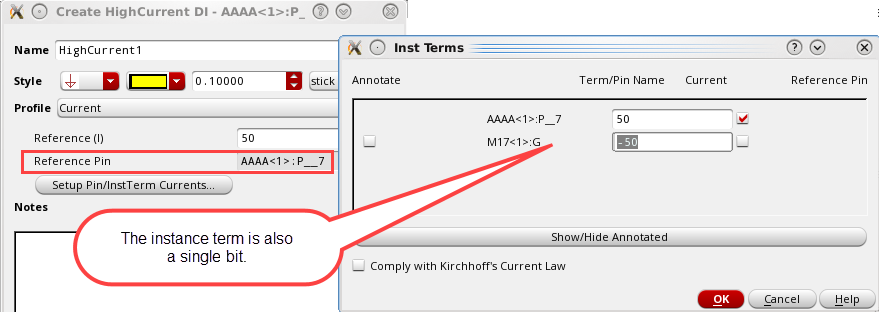 Create HighCurrent DI - AAAA<1>:P_
Name HighCurrent1
Style 0.10000 stick
Profile Current
Reference (I) 50
Reference Pin AAAA<1>:P__7
Setup Pin/InstTerm Currents...
Notes
The instance term is also
a single bit.
Inst Terms
Annotate Term/Pin Name Current Reference Pin
AAAA<1>:P__7 50
M17<1>:G -50
Show/Hide Annotated
Comply with Kirchhoff's Current Law
OK Cancel Help